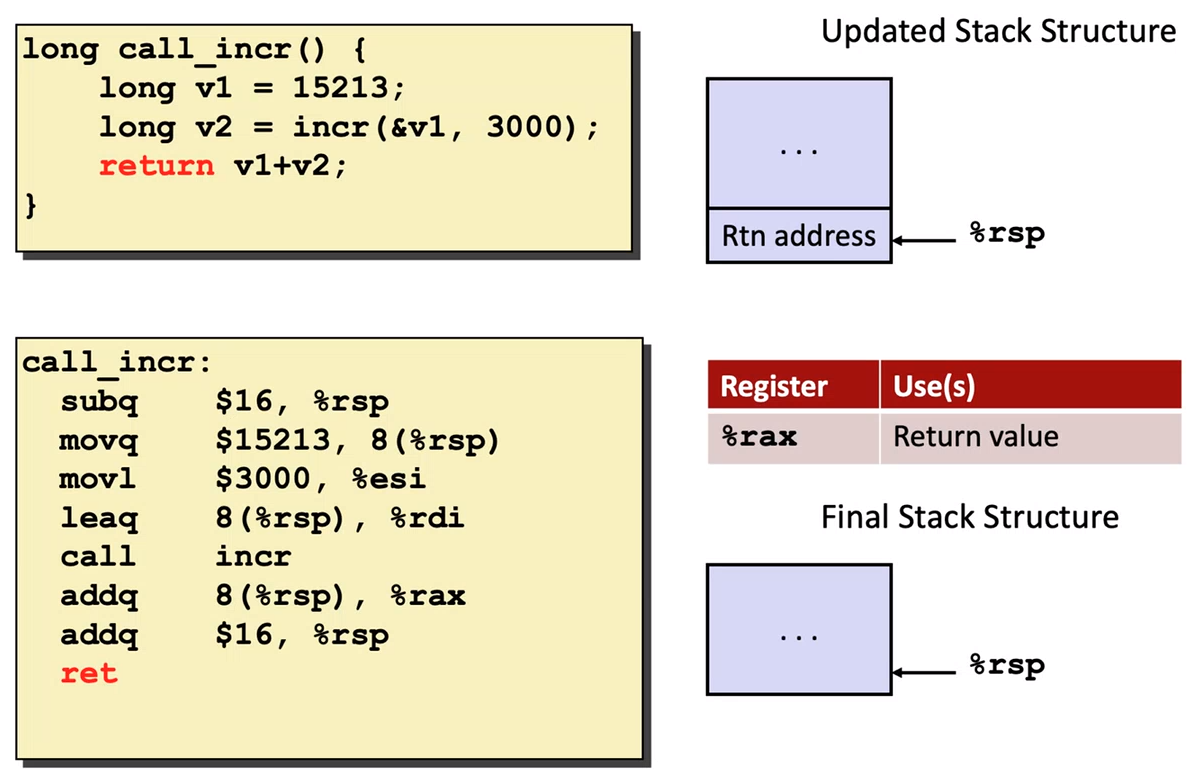 long call_incr() {
    long v1 = 15213;
    long v2 = incr(&v1, 3000);
    return v1+v2;
}
Updated Stack Structure
...
Rtn address
%rsp
call_incr:
  subq    $16, %rsp
  movq    $15213, 8(%rsp)
  movl    $3000, %esi
  leaq    8(%rsp), %rdi
  call    incr
  addq    8(%rsp), %rax
  addq    $16, %rsp
  ret
Register Use(s)
%rax Return value
Final Stack Structure
...
%rsp